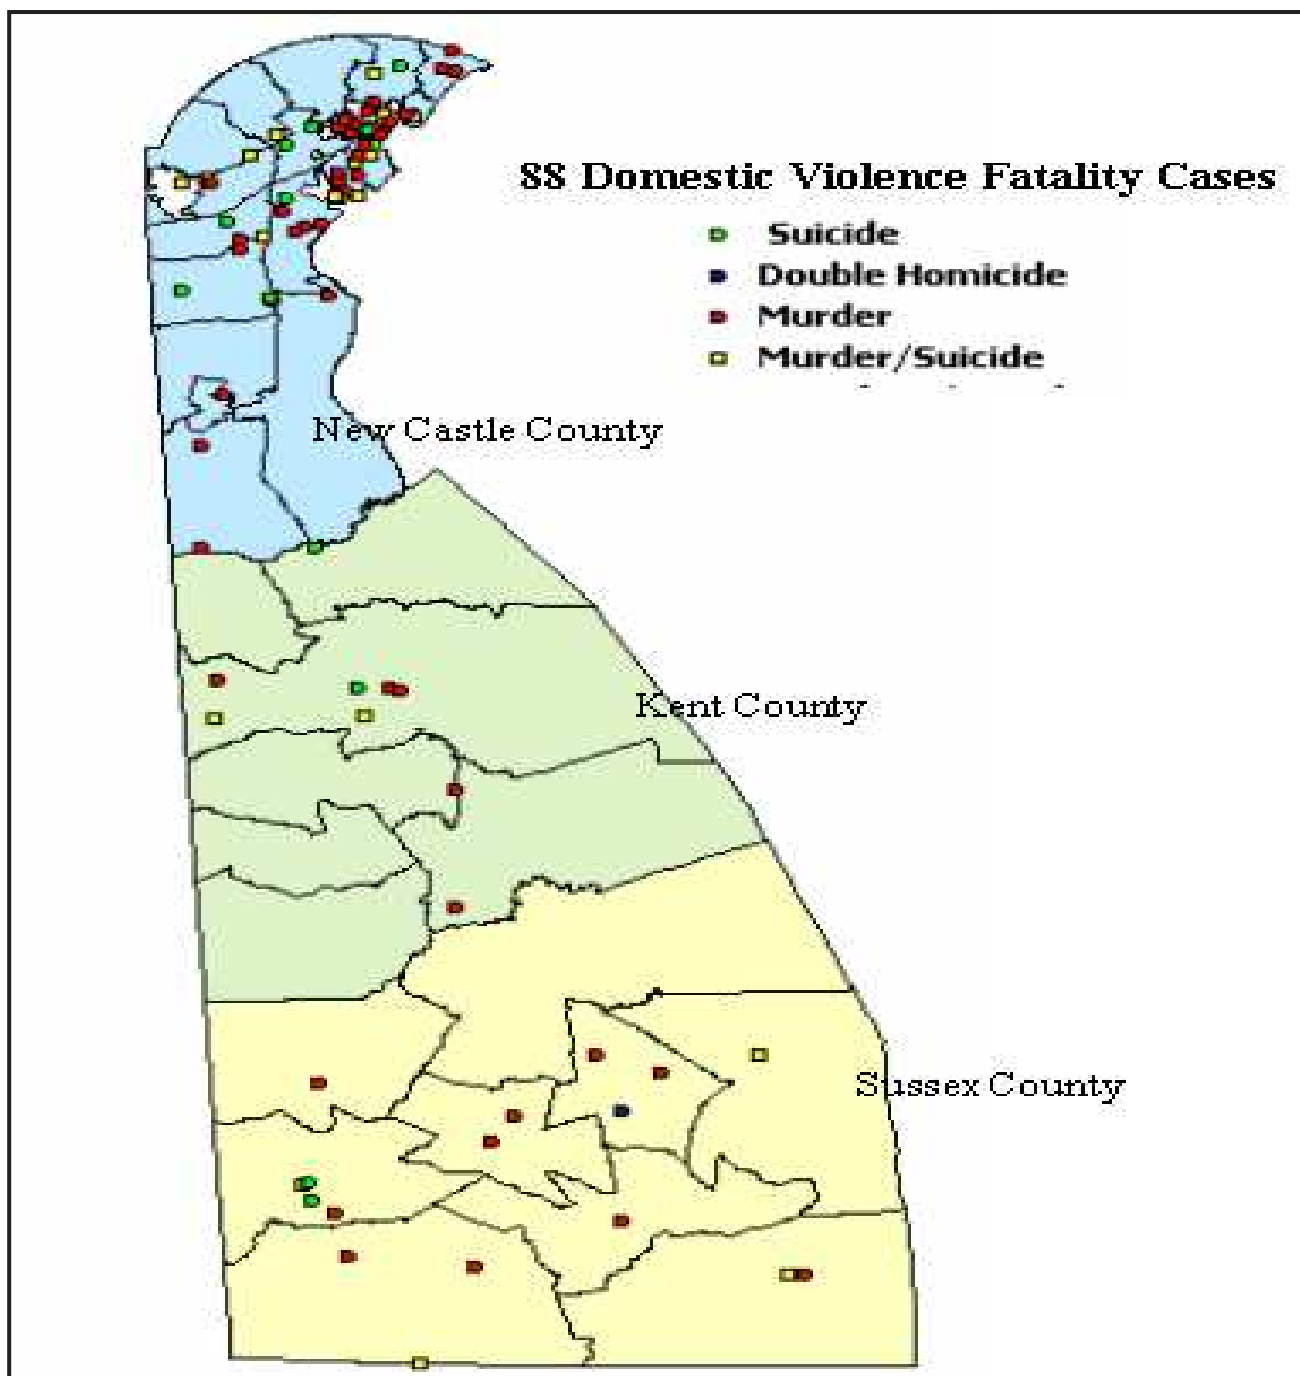 88 Domestic Violence Fatality Cases
Suicide
Double Homicide
Murder
Murder/Suicide
New Castle County
Kent County
Sussex County